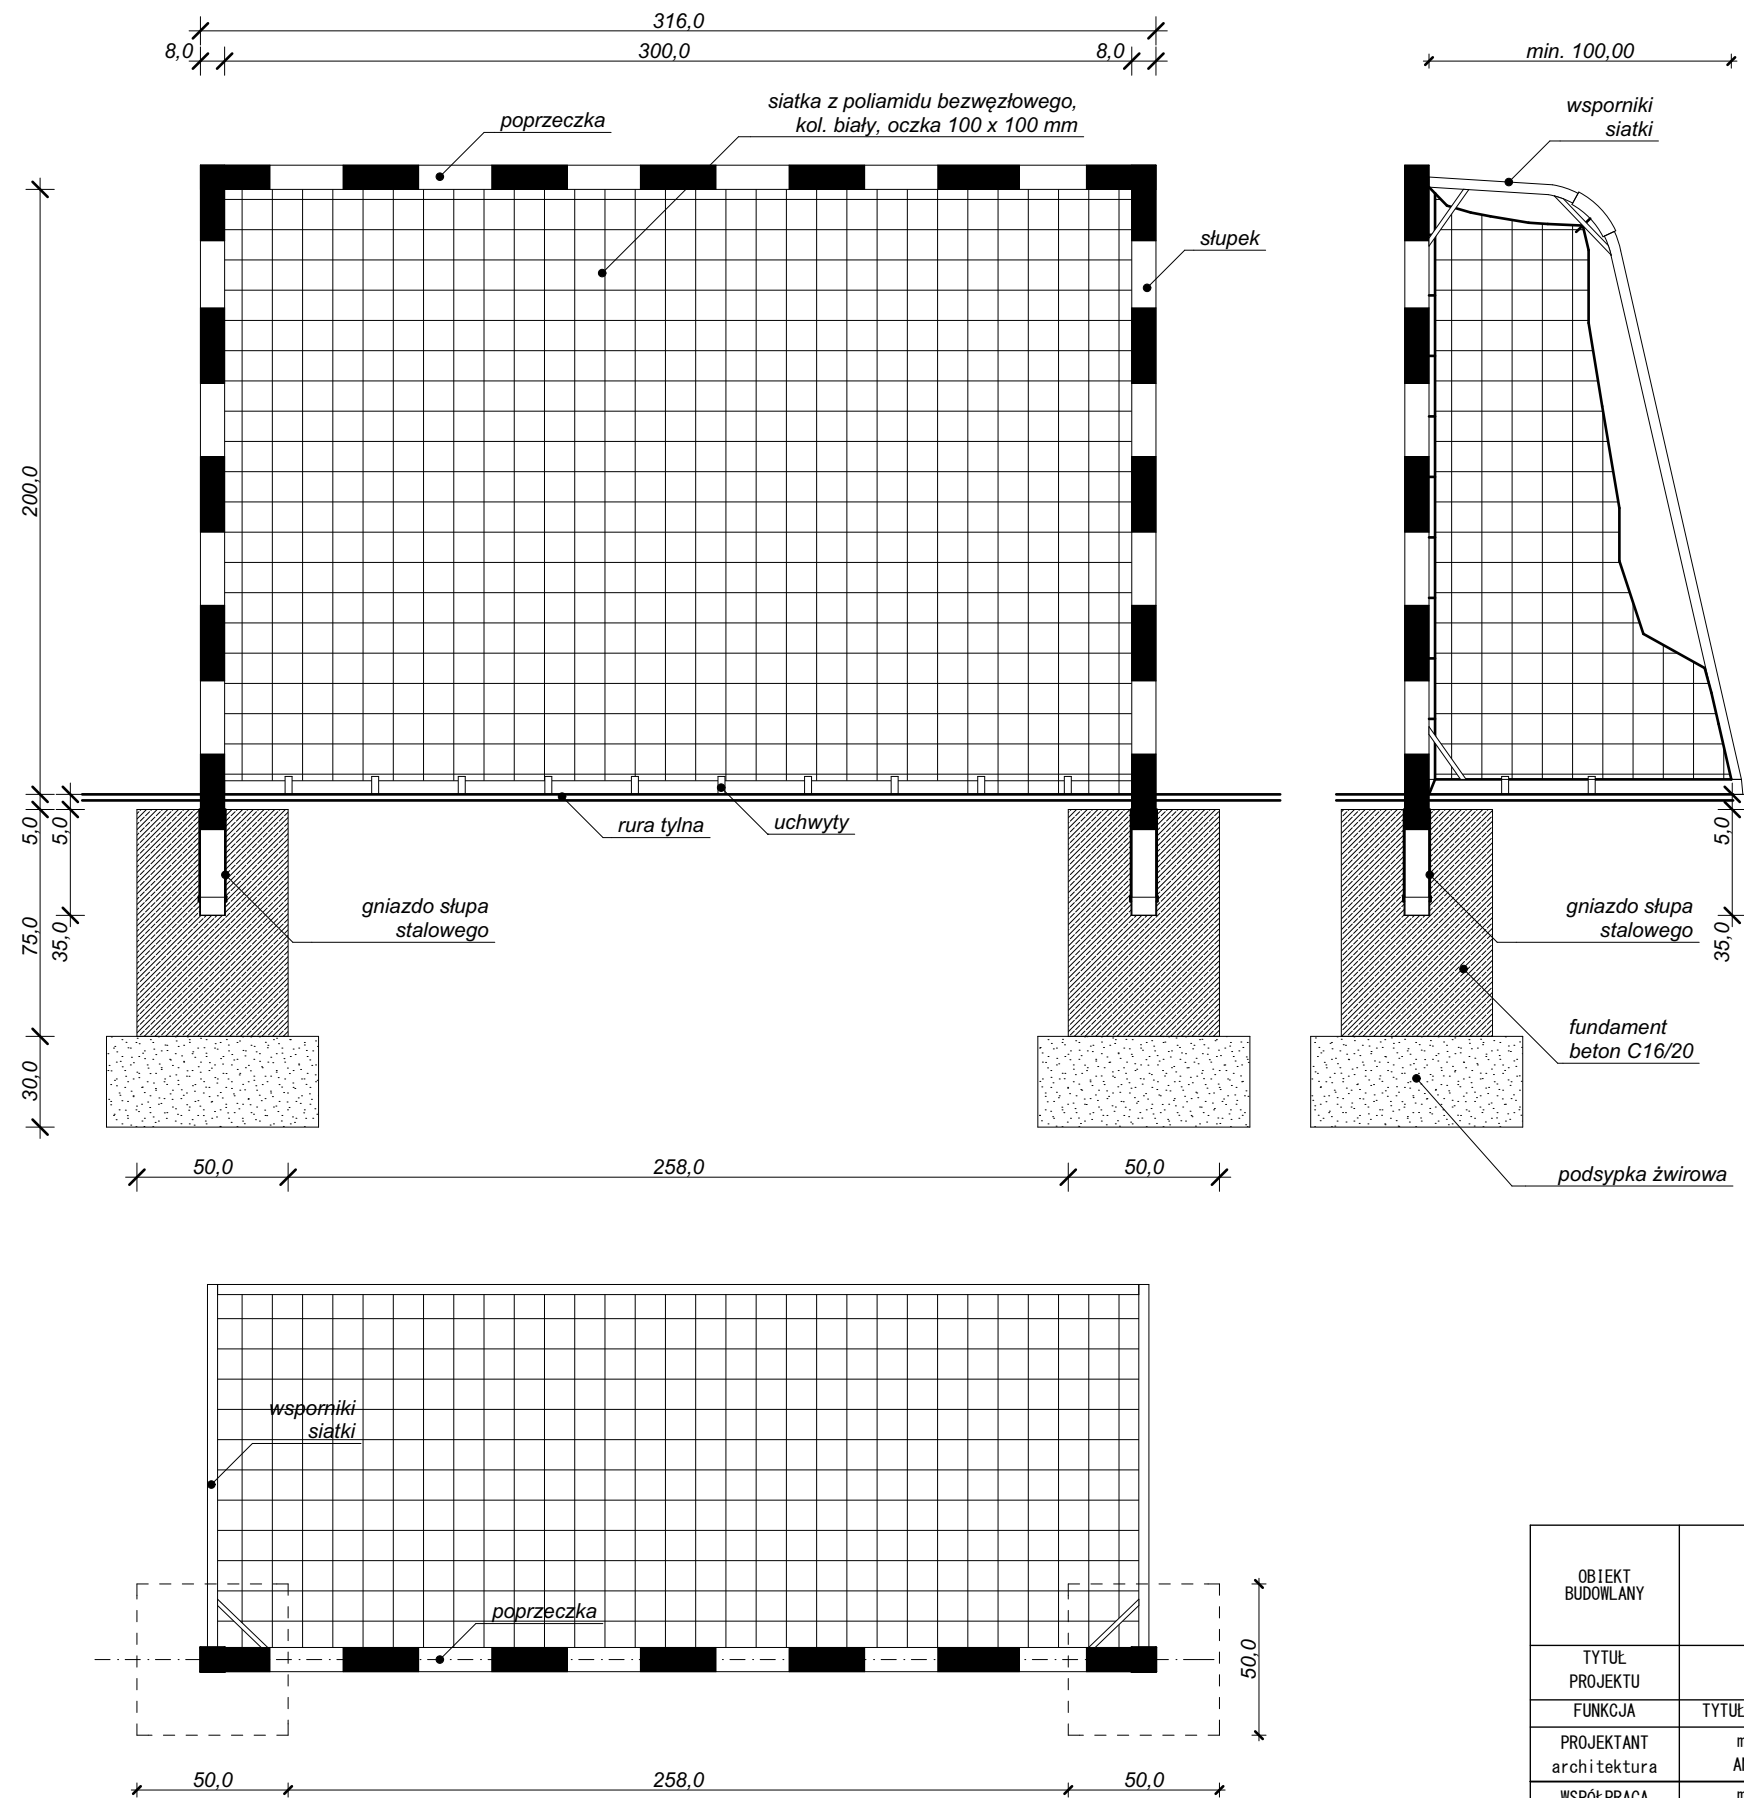 316,0
8,0
300,0
8,0
min. 100,00
siatka z poliamidu bezwęzłowego,
kol. biały, oczka 100 x 100 mm
poprzeczka
wsporniki
siatki
słupek
200,0
5,0
5,0
75,0
35,0
30,0
rura tylna
uchwyty
gniazdo słupa
stalowego
5,0
35,0
gniazdo słupa
stalowego
fundament
beton C16/20
podsypka żwirowa
50,0
258,0
50,0
wsporniki
siatki
poprzeczka
50,0
50,0
258,0
50,0
OBIEKT
BUDOWLANY
TYTUŁ
PROJEKTU
FUNKCJA
TYTUŁ
PROJEKTANT
architektura
WSPÓŁPRACA